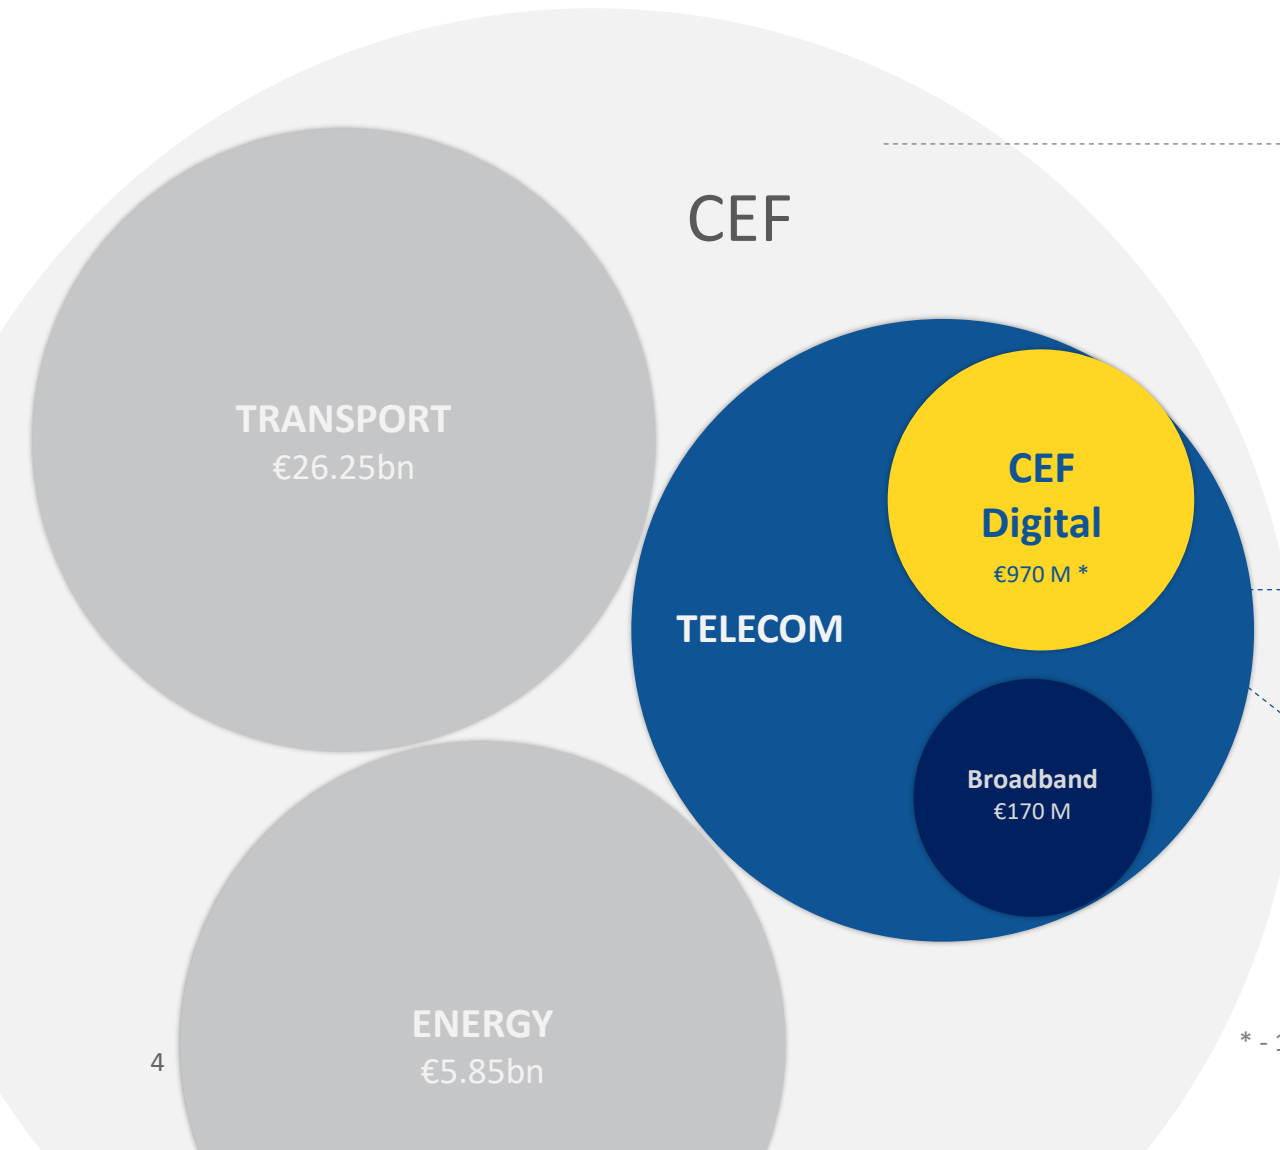 CEF
TRANSPORT
€26.25bn
CEF
Digital
€970 M *
TELECOM
Broadband
€170 M
ENERGY
€5.85bn
4
* -